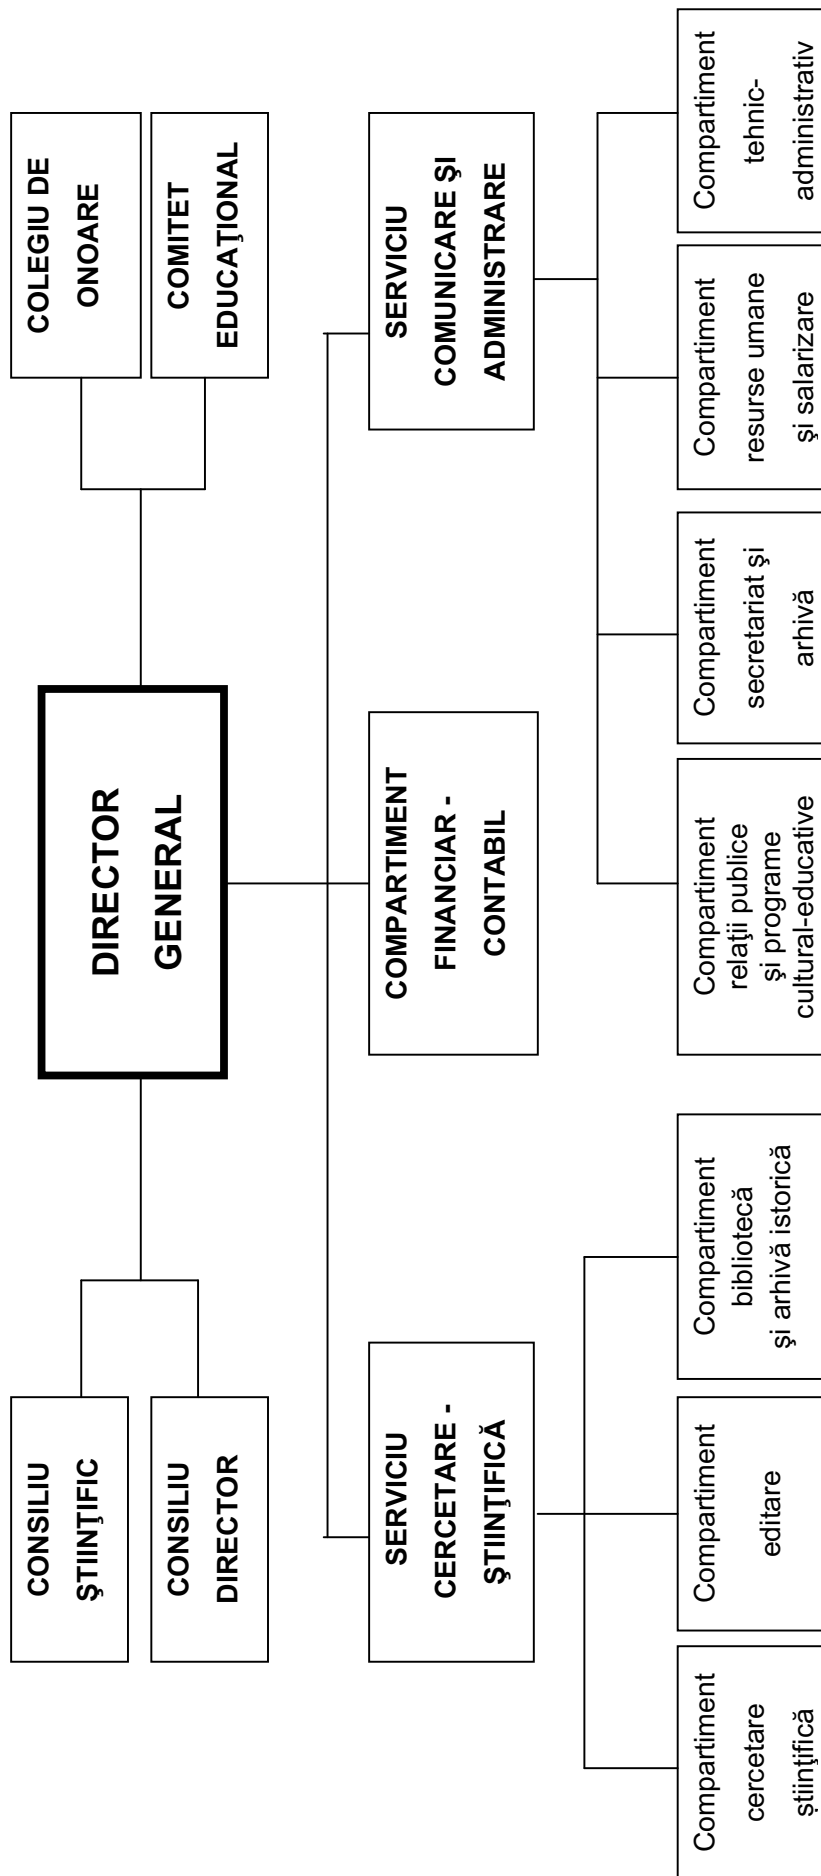 CONSILIU
ŞTIINŢIFIC
CONSILIU
DIRECTOR
DIRECTOR
GENERAL
COLEGIU DE
ONOARE
COMITET
EDUCAŢIONAL
SERVICIU
CERCETARE -
ŞTIINŢIFICĂ
COMPARTIMENT
FINANCIAR -
CONTABIL
SERVICIU
COMUNICARE ŞI
ADMINISTRARE
Compartiment
cercetare
științifică
Compartiment
editare
Compartiment
bibliotecă
şi arhivă istorică
Compartiment
relaţii publice
şi programe
cultural-educative
Compartiment
secretariat şi
arhivă
Compartiment
resurse umane
şi salarizare
Compartiment
tehnic-
administrativ